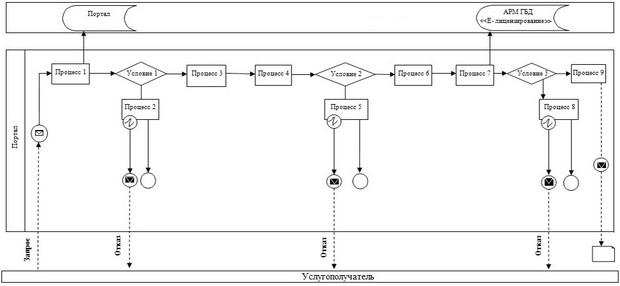 Портал
АРМ ГБД
<<Е- лицензирование>>
Портал
Процесс 1
Условие 1
Процесс 3
Процесс 4
Условие 2
Процесс 6
Процесс 7
Условие 3
Процесс 9
Процесс 2
Процесс 5
Процесс 8
Запрос
Отказ
Отказ
Отказ
Услугополучатель